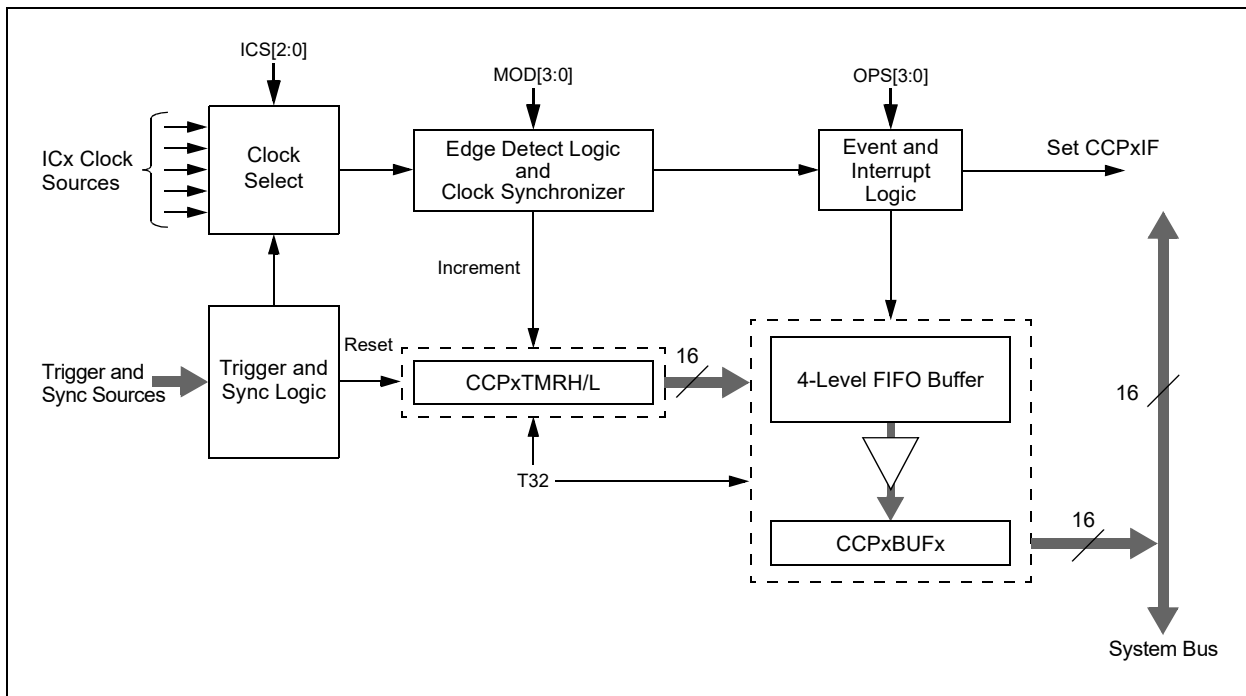 ICS[2:0]
MOD[3:0]
OPS[3:0]
ICx Clock
Sources
Clock
Select
Edge Detect Logic
and
Clock Synchronizer
Event and
Interrupt
Logic
Set CCPxIF
Increment
Reset
Trigger and
Sync Sources
Trigger and
Sync Logic
CCPxTMRH/L
16
4-Level FIFO Buffer
16
T32
CCPxBUFx
16
System Bus